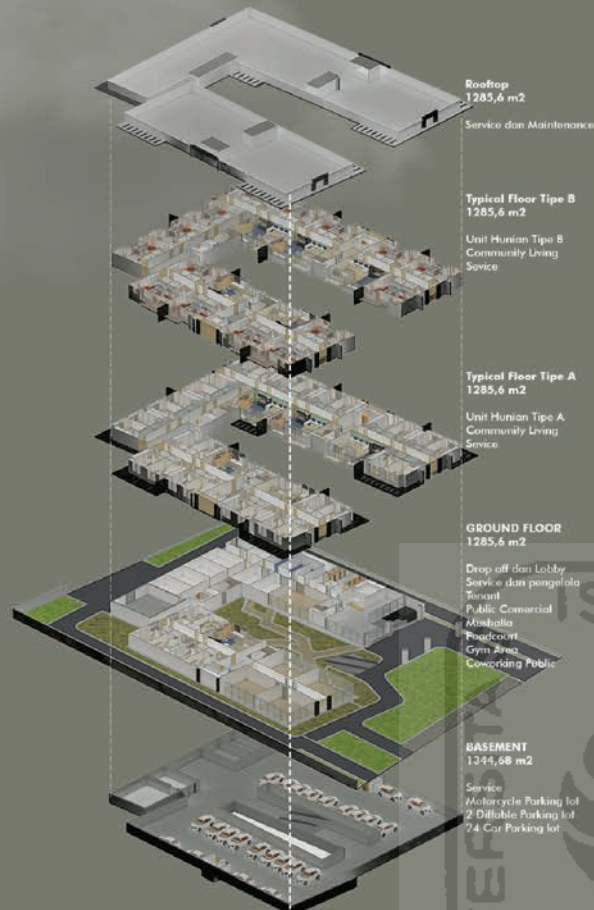 Rooftop
1285,6 m2
Service dan Maintenance
Typical Floor Tipe B
1285,6 m2
Unit Hunian Tipe B
Community Living
Sevice
Typical Floor Tipe A
1285,6 m2
Unit Hunian Tipe A
Community Living
Sevice
GROUND FLOOR
1285,6 m2
Drop off dan Lobby
Service dan pengelola
Tenant
Public Comercial
Mushalla
Foodcourt
Gym Area
Coworking Public
BASEMENT
1344,68 m2
Service
Motorcycle Parking lot
2 Diffable Parking lot
24 Car Parking lot